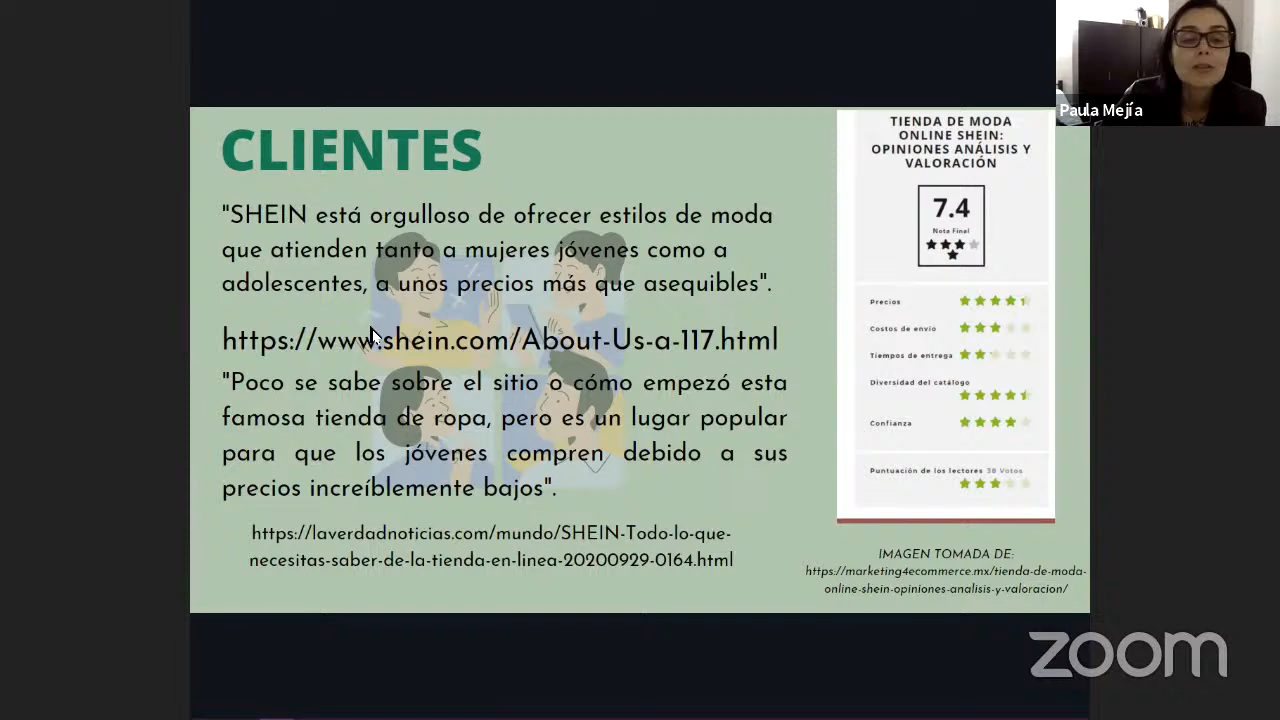 Paula Mejía
CLIENTES
"SHEIN está orgulloso de ofrecer estilos de moda
que atienden tanto a mujeres jóvenes como a
adolescentes, a unos precios más que asequibles".
https://www.shein.com/About-Us-a-117.html
"Poco se sabe sobre el sitio o cómo empezó esta
famosa tienda de ropa, pero es un lugar popular
para que los jóvenes compren debido a sus
precios increíblemente bajos".
https://laverdadnoticias.com/mundo/SHEIN-Todo-lo-que-
necesitas-saber-de-la-tienda-en-linea-20200929-0164.html
TIENDA DE MODA
ONLINE SHEIN:
OPINIONES ANÁLISIS Y
VALORACIÓN
7.4
Nota Final
Precios
Costos de envío
Tiempos de entrega
Diversidad del catálogo
Confianza
Puntuación de los lectores 38 Votos
IMAGEN TOMADA DE:
https://marketing4ecommerce.mx/tienda-de-moda-
online-shein-opiniones-analisis-y-valoracion/
zoom